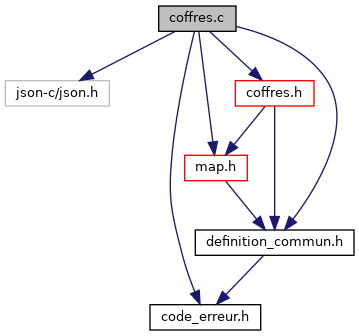 coffres.c
json-c/json.h
coffres.h
map.h
definition_commun.h
code_erreur.h